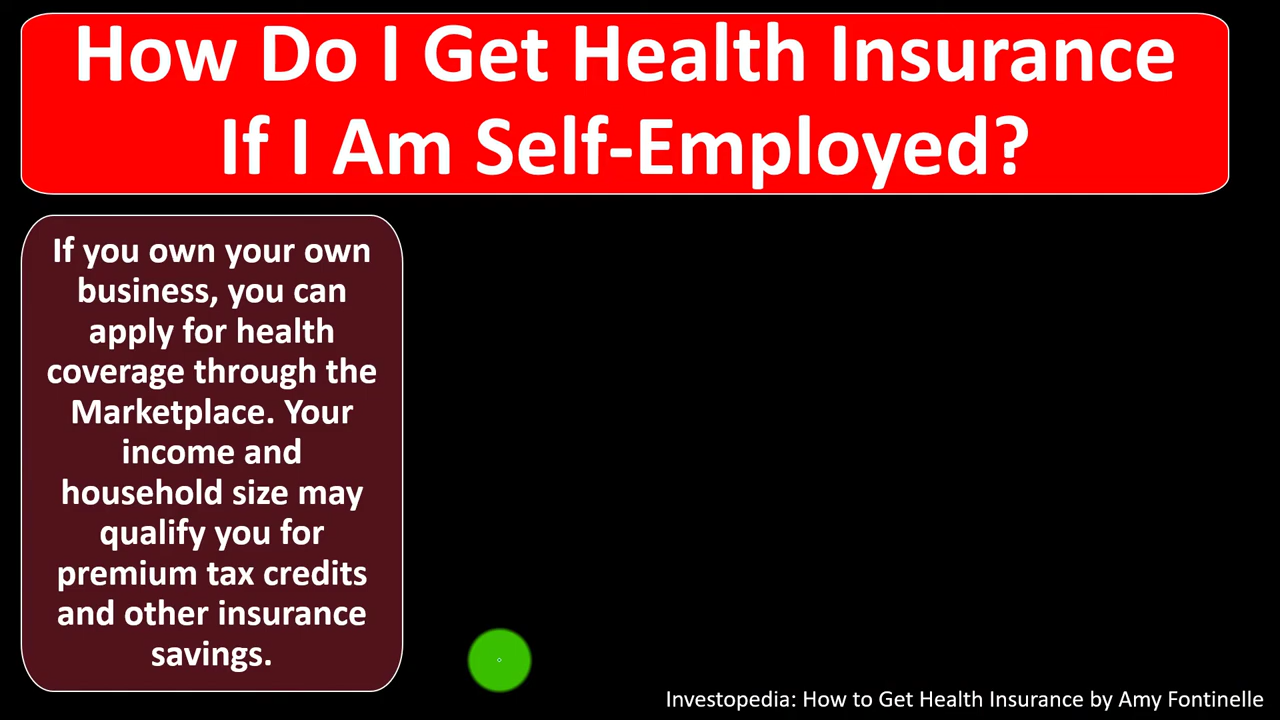 How Do I Get Health Insurance
If I Am Self-Employed?
If you own your own
business, you can
apply for health
coverage through the
Marketplace. Your
income and
household size may
qualify you for
premium tax credits
and other insurance
savings.
Investopedia: How to Get Health Insurance by Amy Fontinelle